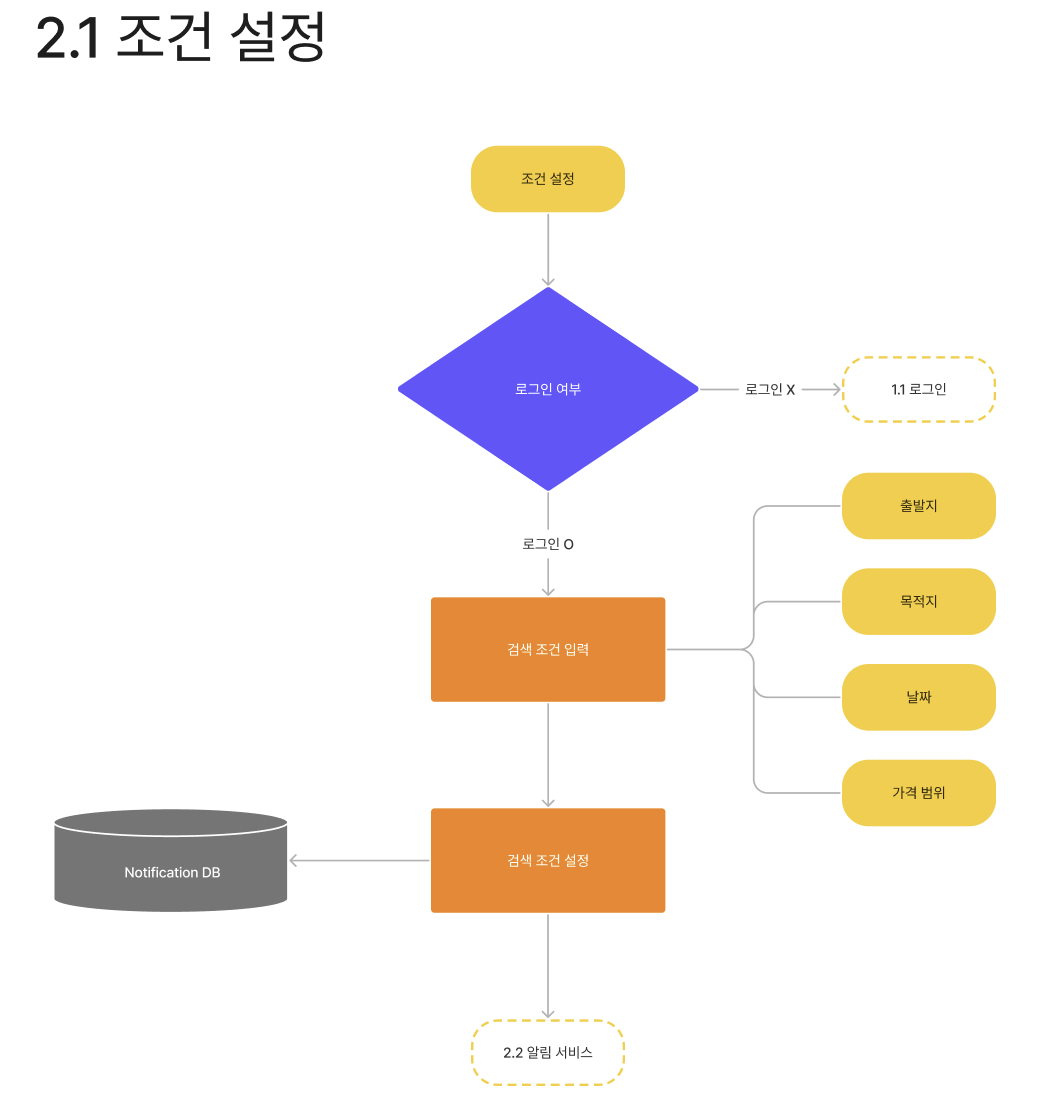 2.1 조건 설정
조건 설정
로그인 여부
로그인 X
1.1 로그인
출발지
로그인 O
목적지
검색 조건 입력
날짜
가격 범위
검색 조건 설정
Notification DB
2.2 알림 서비스